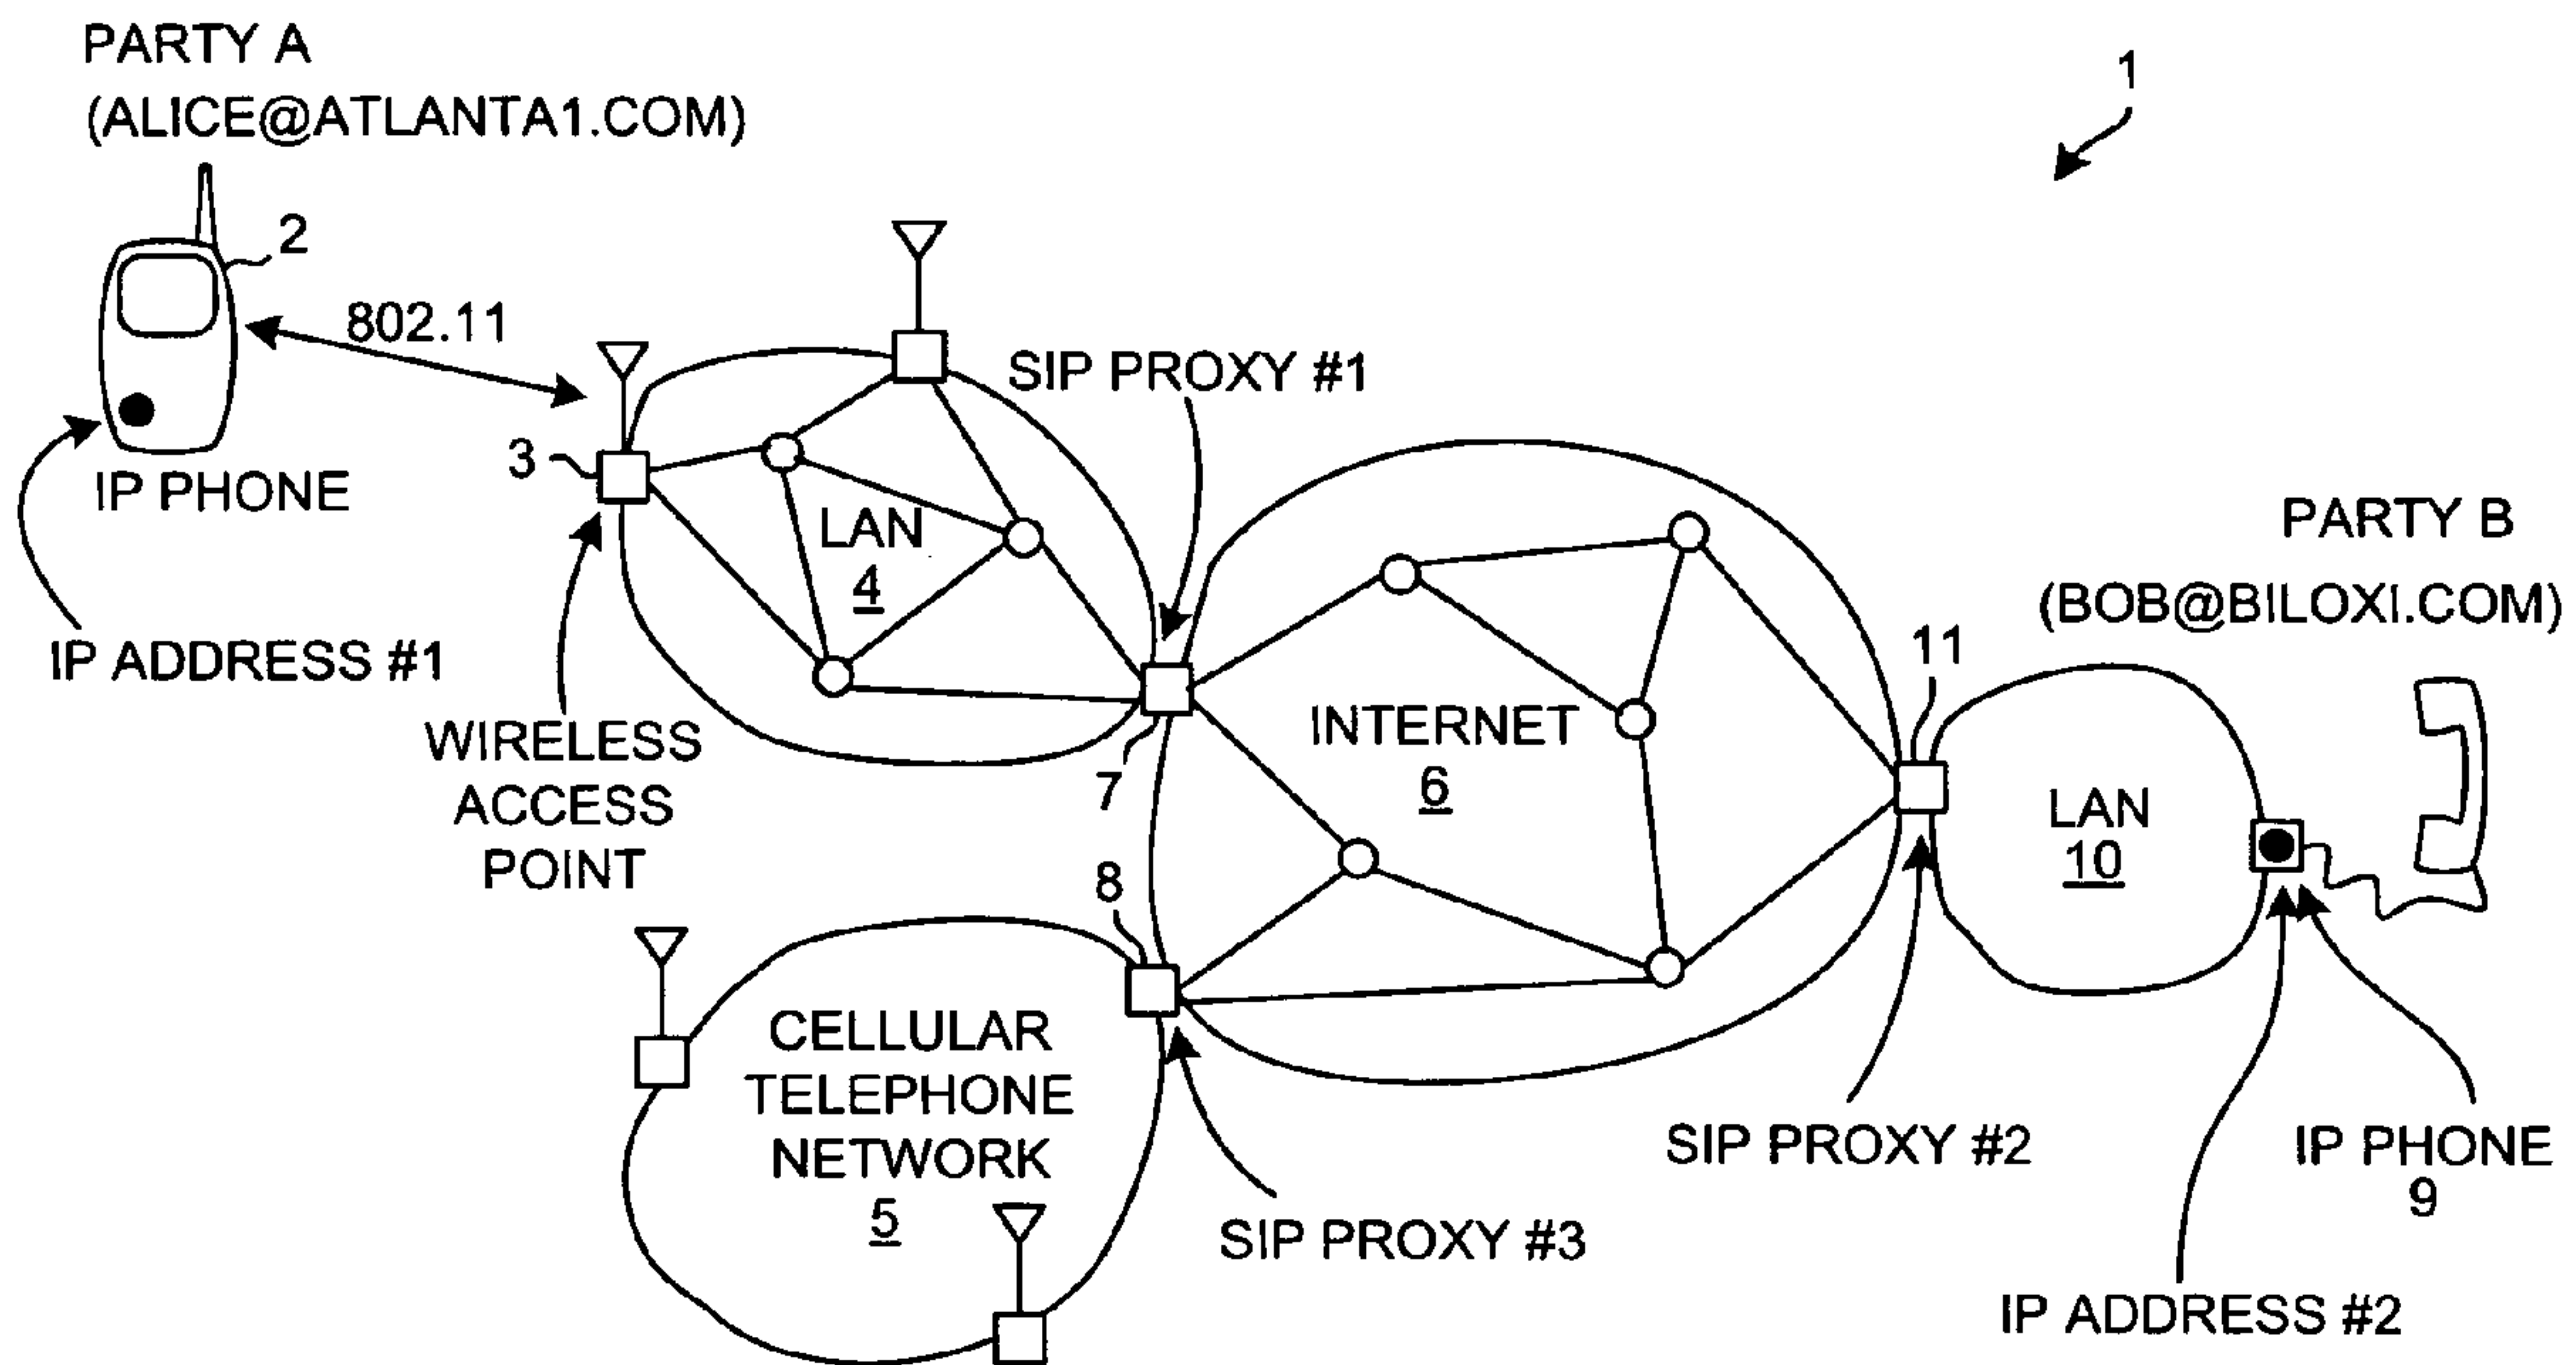 PARTY A
(ALICE@ATLANTA1.COM)
1
2
802.11
SIP PROXY #1
3
IP PHONE
LAN
4
PARTY B
(BOB@BILOXI.COM)
IP ADDRESS #1
11
WIRELESS
ACCESS
POINT
7
INTERNET
6
LAN
10
8
CELLULAR
TELEPHONE
NETWORK
5
SIP PROXY #2
IP PHONE
9
SIP PROXY #3
IP ADDRESS #2